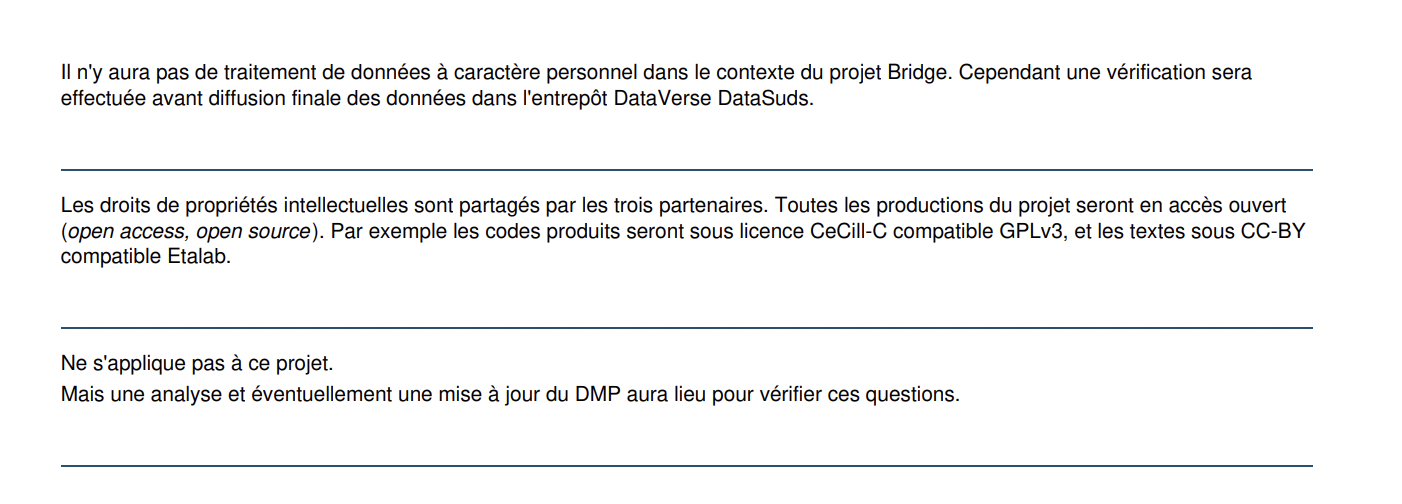 Il n'y aura pas de traitement de données à caractère personnel dans le contexte du projet Bridge. Cependant une vérification sera
effectuée avant diffusion finale des données dans l'entrepôt DataVerse DataSuds.
Les droits de propriétés intellectuelles sont partagés par les trois partenaires. Toutes les productions du projet seront en accès ouvert
(open access, open source). Par exemple les codes produits seront sous licence CeCill-C compatible GPLv3, et les textes sous CC-BY
compatible Etalab.
Ne s'applique pas à ce projet.
Mais une analyse et éventuellement une mise à jour du DMP aura lieu pour vérifier ces questions.